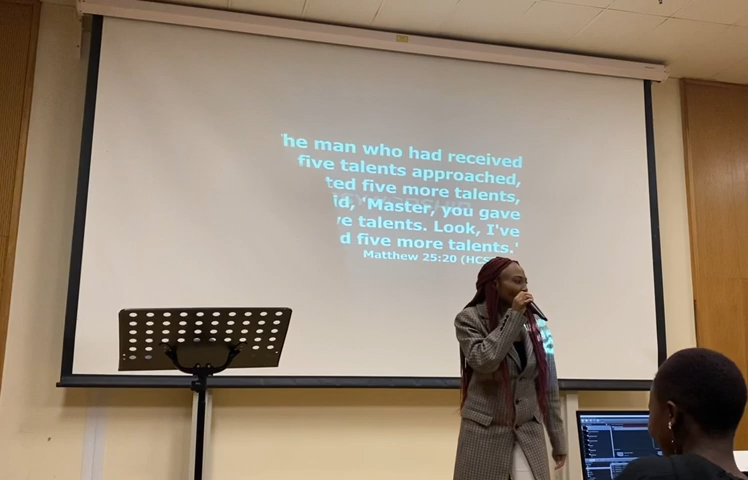 he man who had received
five talents approached,
ted five more talents,
id, 'Master, you gave
e talents. Look, I've
d five more talents.'
Matthew 25:20